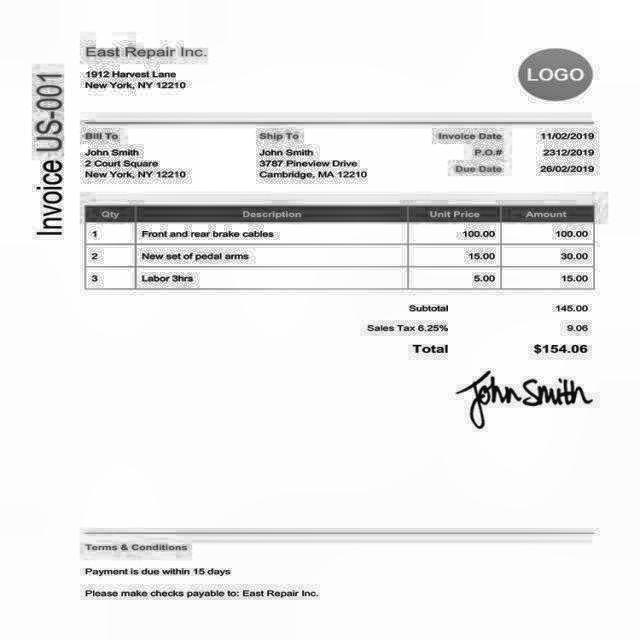 East Repair Inc.
1912 Harvest Lane
New York, NY 12210
LOGO
Invoice US-001
Bill To
John Smith
2 Court Square
New York, NY 12210
Ship To
John Smith
3787 Pineview Drive
Cambridge, MA 12210
Invoice Date 11/02/2019
P.O.# 2312/2019
Due Date 26/02/2019
Qty Description Unit Price Amount
1 Front and rear brake cables 100.00 100.00
2 New set of pedal arms 15.00 30.00
3 Labor 3hrs 5.00 15.00
Subtotal 145.00
Sales Tax 6.25% 9.06
Total $154.06
John Smith
Terms & Conditions
Payment is due within 15 days
Please make checks payable to: East Repair Inc.